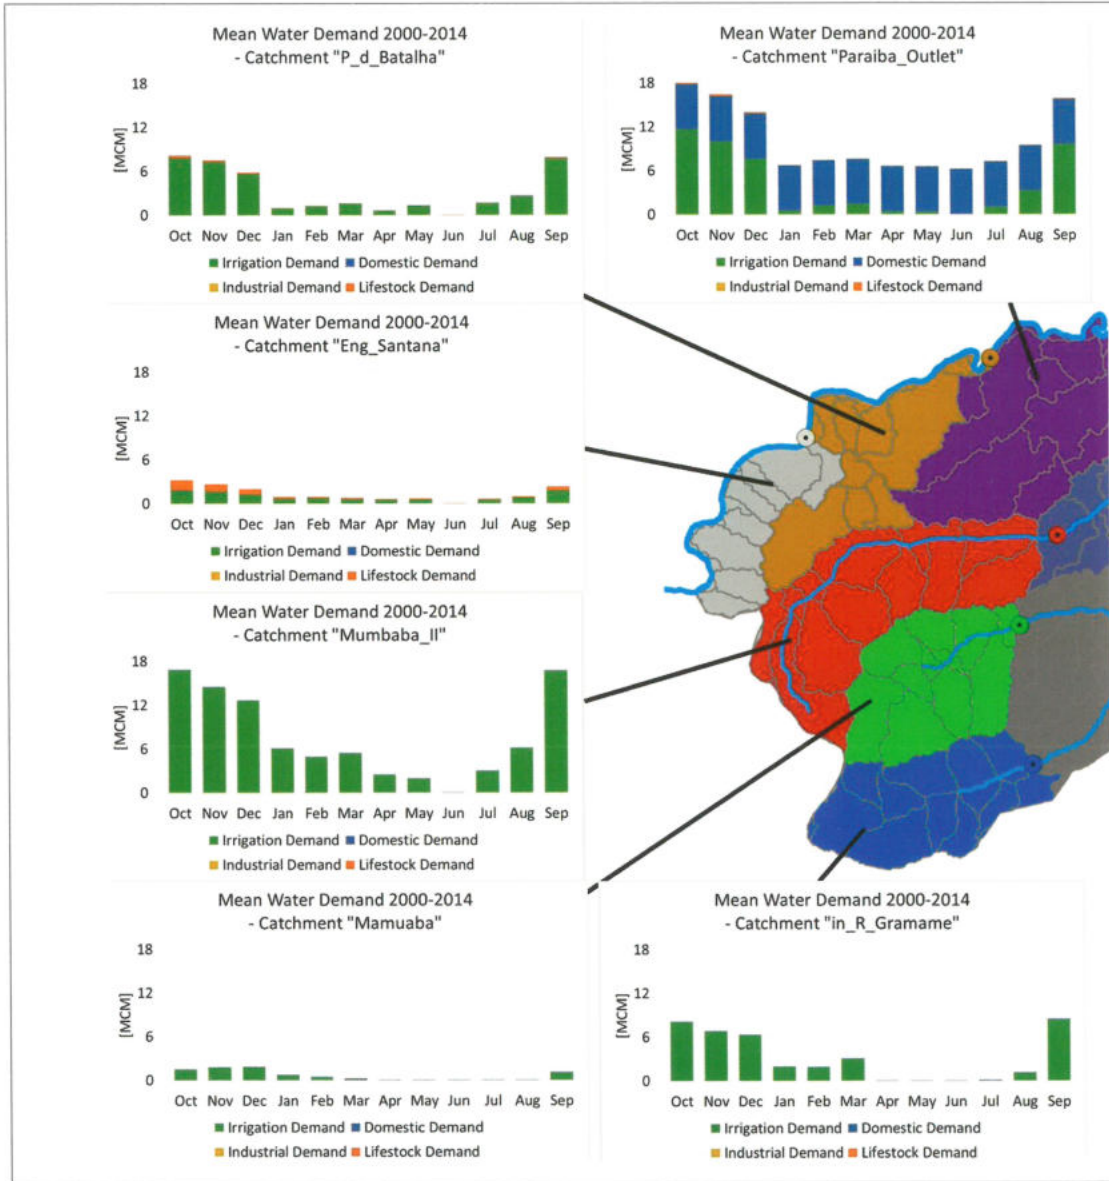 Mean Water Demand 2000-2014
- Catchment "P_d_Batalha"
18
12
6
0
[MCM]
Oct Nov Dec Jan Feb Mar Apr May Jun Jul Aug Sep
Irrigation Demand Domestic Demand
Industrial Demand Lifestock Demand
Mean Water Demand 2000-2014
- Catchment "Paraiba_Outlet"
18
12
6
0
[MCM]
Oct Nov Dec Jan Feb Mar Apr May Jun Jul Aug Sep
Irrigation Demand Domestic Demand
Industrial Demand Lifestock Demand
Mean Water Demand 2000-2014
- Catchment "Eng_Santana"
18
12
6
0
[MCM]
Oct Nov Dec Jan Feb Mar Apr May Jun Jul Aug Sep
Irrigation Demand Domestic Demand
Industrial Demand Lifestock Demand
Mean Water Demand 2000-2014
- Catchment "Mumbaba_II"
18
12
6
0
[MCM]
Oct Nov Dec Jan Feb Mar Apr May Jun Jul Aug Sep
Irrigation Demand Domestic Demand
Industrial Demand Lifestock Demand
Mean Water Demand 2000-2014
- Catchment "Mamuaba"
18
12
6
0
[MCM]
Oct Nov Dec Jan Feb Mar Apr May Jun Jul Aug Sep
Irrigation Demand Domestic Demand
Industrial Demand Lifestock Demand
Mean Water Demand 2000-2014
- Catchment "in_R_Gramame"
18
12
6
0
[MCM]
Oct Nov Dec Jan Feb Mar Apr May Jun Jul Aug Sep
Irrigation Demand Domestic Demand
Industrial Demand Lifestock Demand